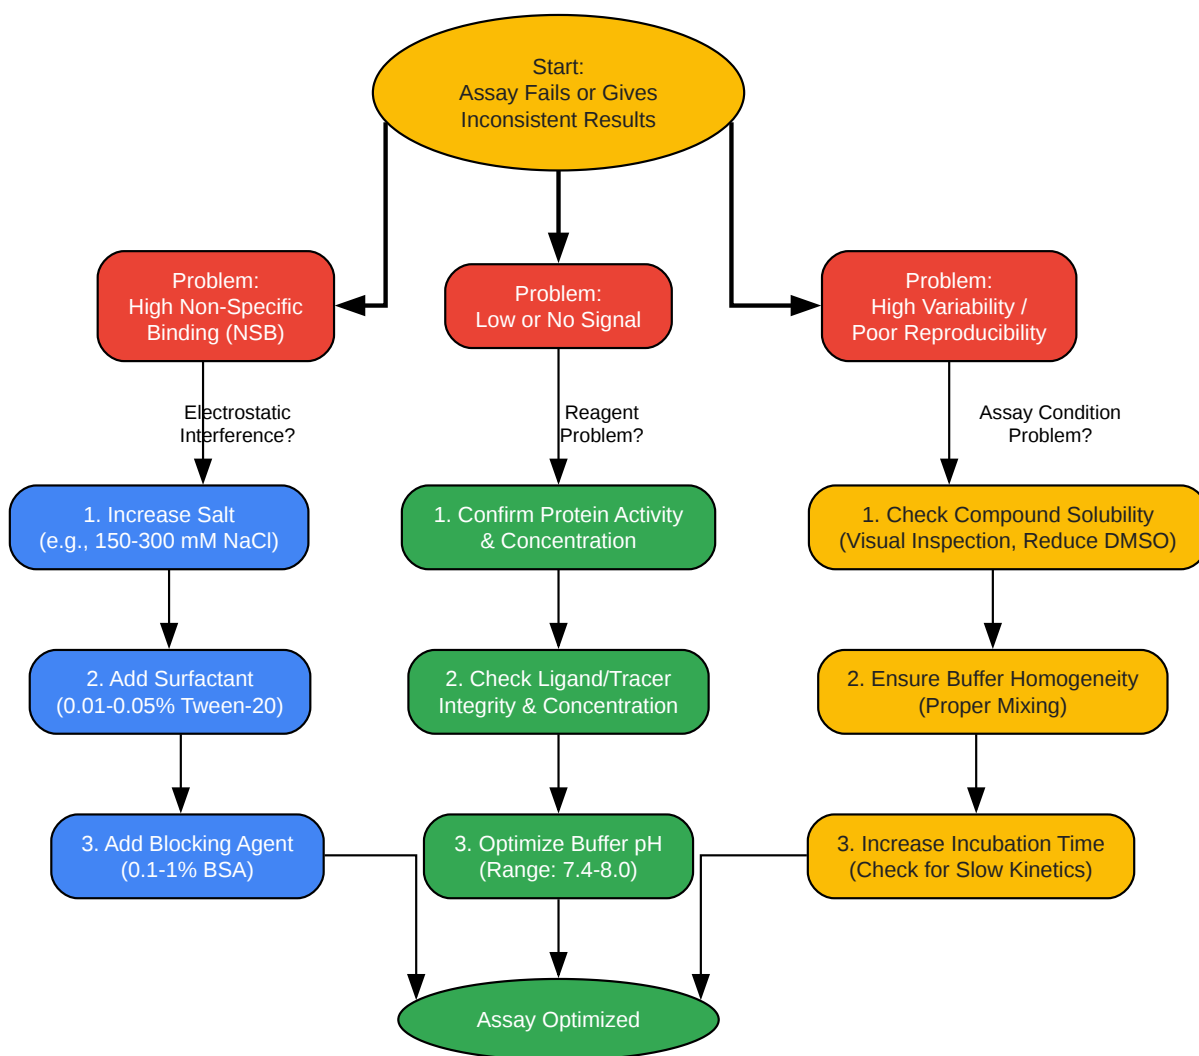 Start:
Assay Fails or Gives
Inconsistent Results
Problem:
High Non-Specific
Binding (NSB)
Problem:
Low or No Signal
Problem:
High Variability /
Poor Reproducibility
Electrostatic
Interference?
Reagent
Problem?
Assay Condition
Problem?
1. Increase Salt
(e.g., 150-300 mM NaCl)
1. Confirm Protein Activity
& Concentration
1. Check Compound Solubility
(Visual Inspection, Reduce DMSO)
2. Add Surfactant
(0.01-0.05% Tween-20)
2. Check Ligand/Tracer
Integrity & Concentration
2. Ensure Buffer Homogeneity
(Proper Mixing)
3. Add Blocking Agent
(0.1-1% BSA)
3. Optimize Buffer pH
(Range: 7.4-8.0)
3. Increase Incubation Time
(Check for Slow Kinetics)
Assay Optimized